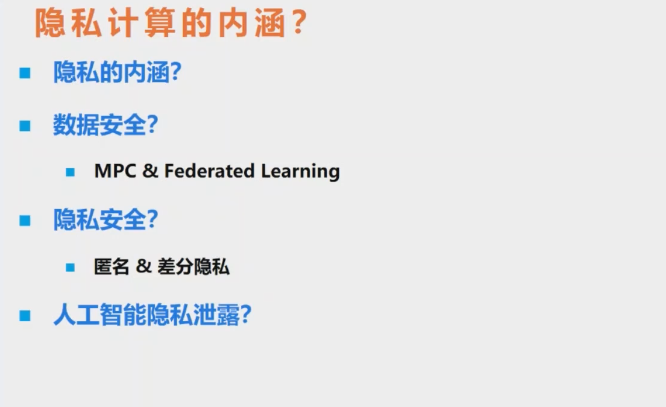 隐私计算的内涵？
隐私的内涵？
数据安全？
MPC & Federated Learning
隐私安全？
匿名 & 差分隐私
人工智能隐私泄露？